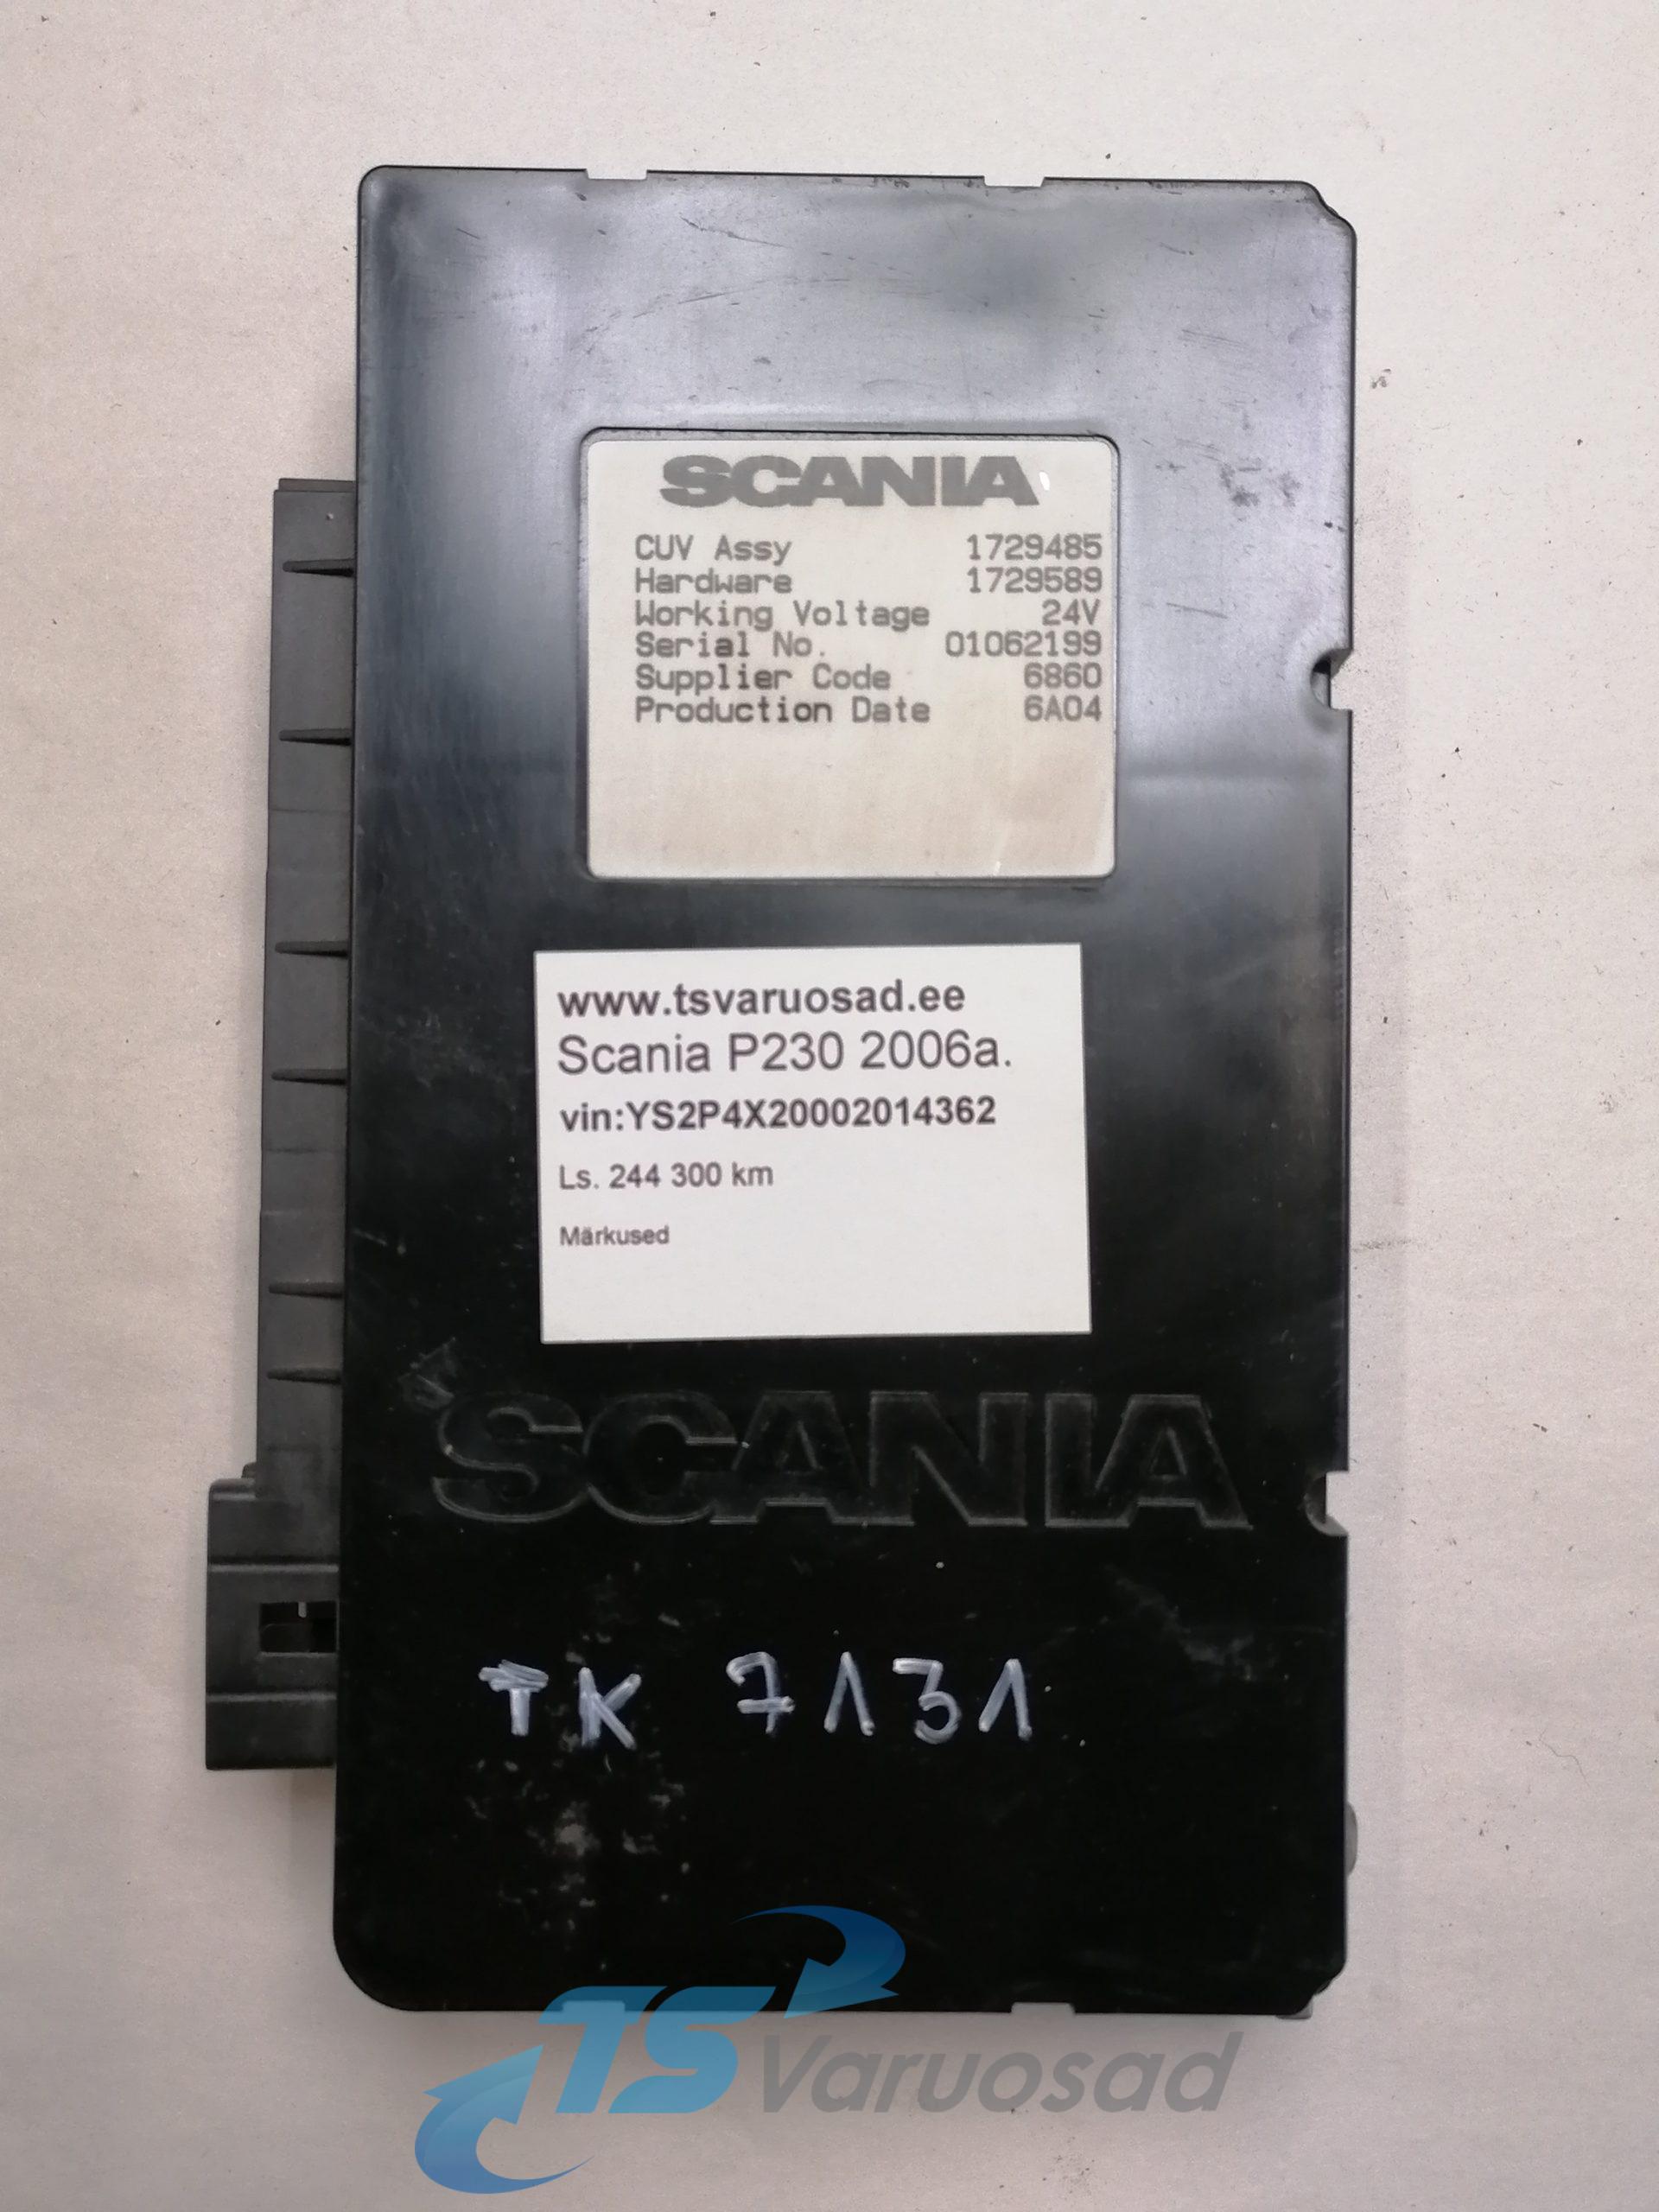 SCANIA
CUV Assy 1729485
Hardware 1729589
Working Voltage 24V
Serial No. 01062199
Supplier Code 6860
Production Date 6A04
www.tsvaruosad.ee
Scania P230 2006a.
vin:YS2P4X20002014362
Ls. 244 300 km
Märkused
SCANIA
TK 7131
TS Varuosad